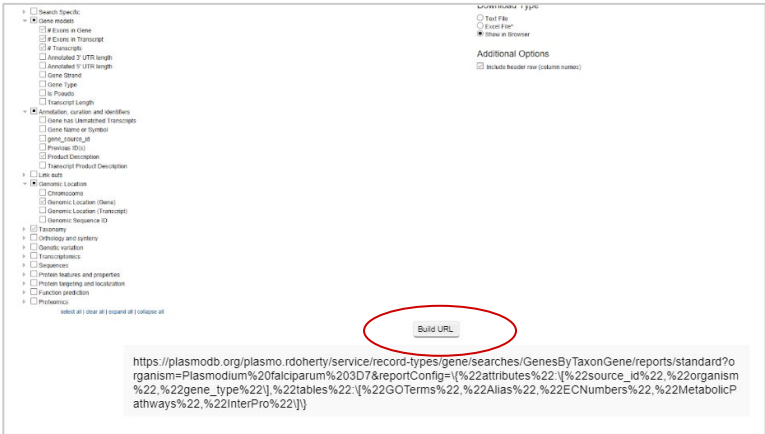 Download Type
Search Specific
Text File
Gene models
Excel File*
# Exons in Gene
Show in Browser
# Exons in Transcript
# Transcripts
Additional Options
Annotated 3' UTR length
Annotated 5' UTR length
Include header row (column names)
Gene Strand
Gene Type
Is Pseudo
Transcript Length
Annotation, curation and identifiers
Gene has Unmatched Transcripts
Gene Name or Symbol
gene_source_id
Previous ID(s)
Product Description
Transcript Product Description
Link outs
Genomic Location
Chromosome
Genomic Location (Gene)
Genomic Location (Transcript)
Genomic Sequence ID
Taxonomy
Orthology and synteny
Genetic variation
Transcriptomics
Sequences
Protein features and properties
Protein targeting and localization
Function prediction
Proteomics
select all | clear all | expand all | collapse all
Build URL
https://plasmodb.org/plasmo.rdoherty/service/record-types/gene/searches/GenesByTaxonGene/reports/standard?o
rganism=Plasmodium%20falciparum%203D7&reportConfig=\{%22attributes%22:\[%22source_id%22,%22organism
%22,%22gene_type%22\],%22tables%22:\[%22GOTerms%22,%22Alias%22,%22ECNumbers%22,%22MetabolicP
athways%22,%22InterPro%22\]\}